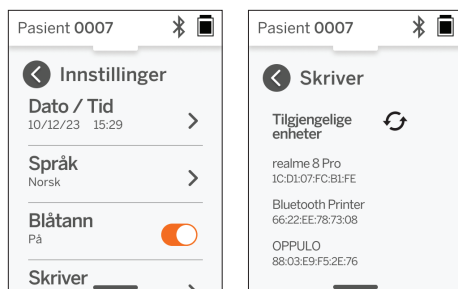 Pasient 0007
Innstillinger
Dato / Tid
10/12/23 15:29
Språk
Norsk
Blåtann
På
Skriver
Pasient 0007
Skriver
Tilgjengelige
enheter
realme 8 Pro
1C:D1:07:FC:B1:FE
Bluetooth Printer
66:22:EE:78:73:08
OPPULO
88:03:E9:F5:2E:76